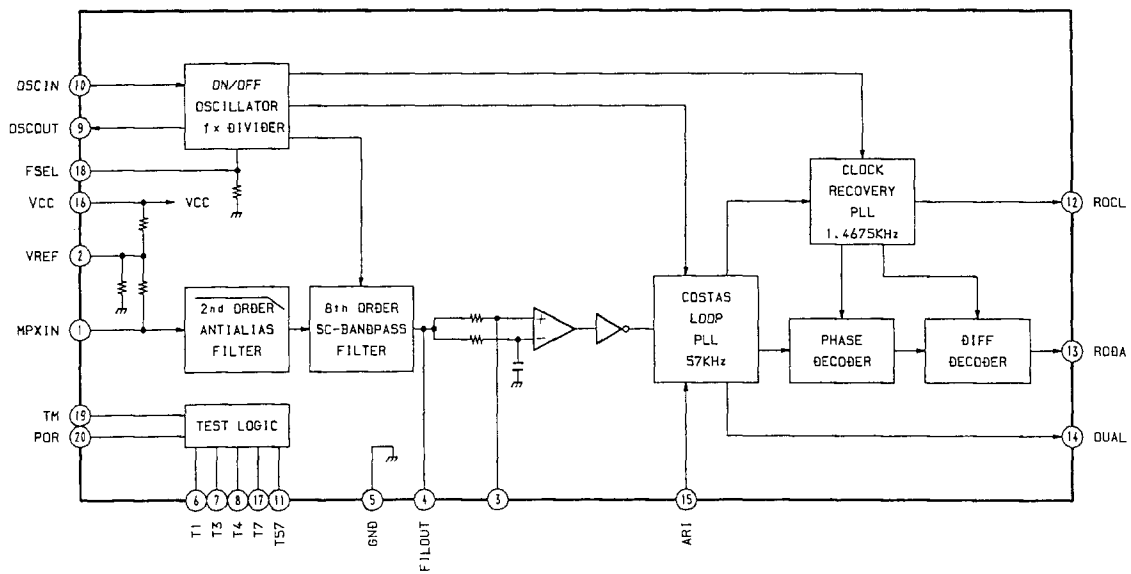 OSCIN
10
ON/OFF
OSCILLATOR
fx DIVIDER
OSCOUT
9
FSEL
18
VCC
16
VCC
VREF
2
MPXIN
1
2nd ORDER
ANTIALIAS
FILTER
8th ORDER
SC-BANDPASS
FILTER
+
−
COSTAS
LOOP
PLL
57KHz
CLOCK
RECOVERY
PLL
1.4675KHz
12
ROCL
PHASE
DECODER
DIFF
DECODER
13
RODA
14
QUAL
TM
19
POR
20
TEST LOGIC
6
7
8
17
11
5
4
3
15
T1
T3
T4
T7
T57
GND
FILOUT
ARI